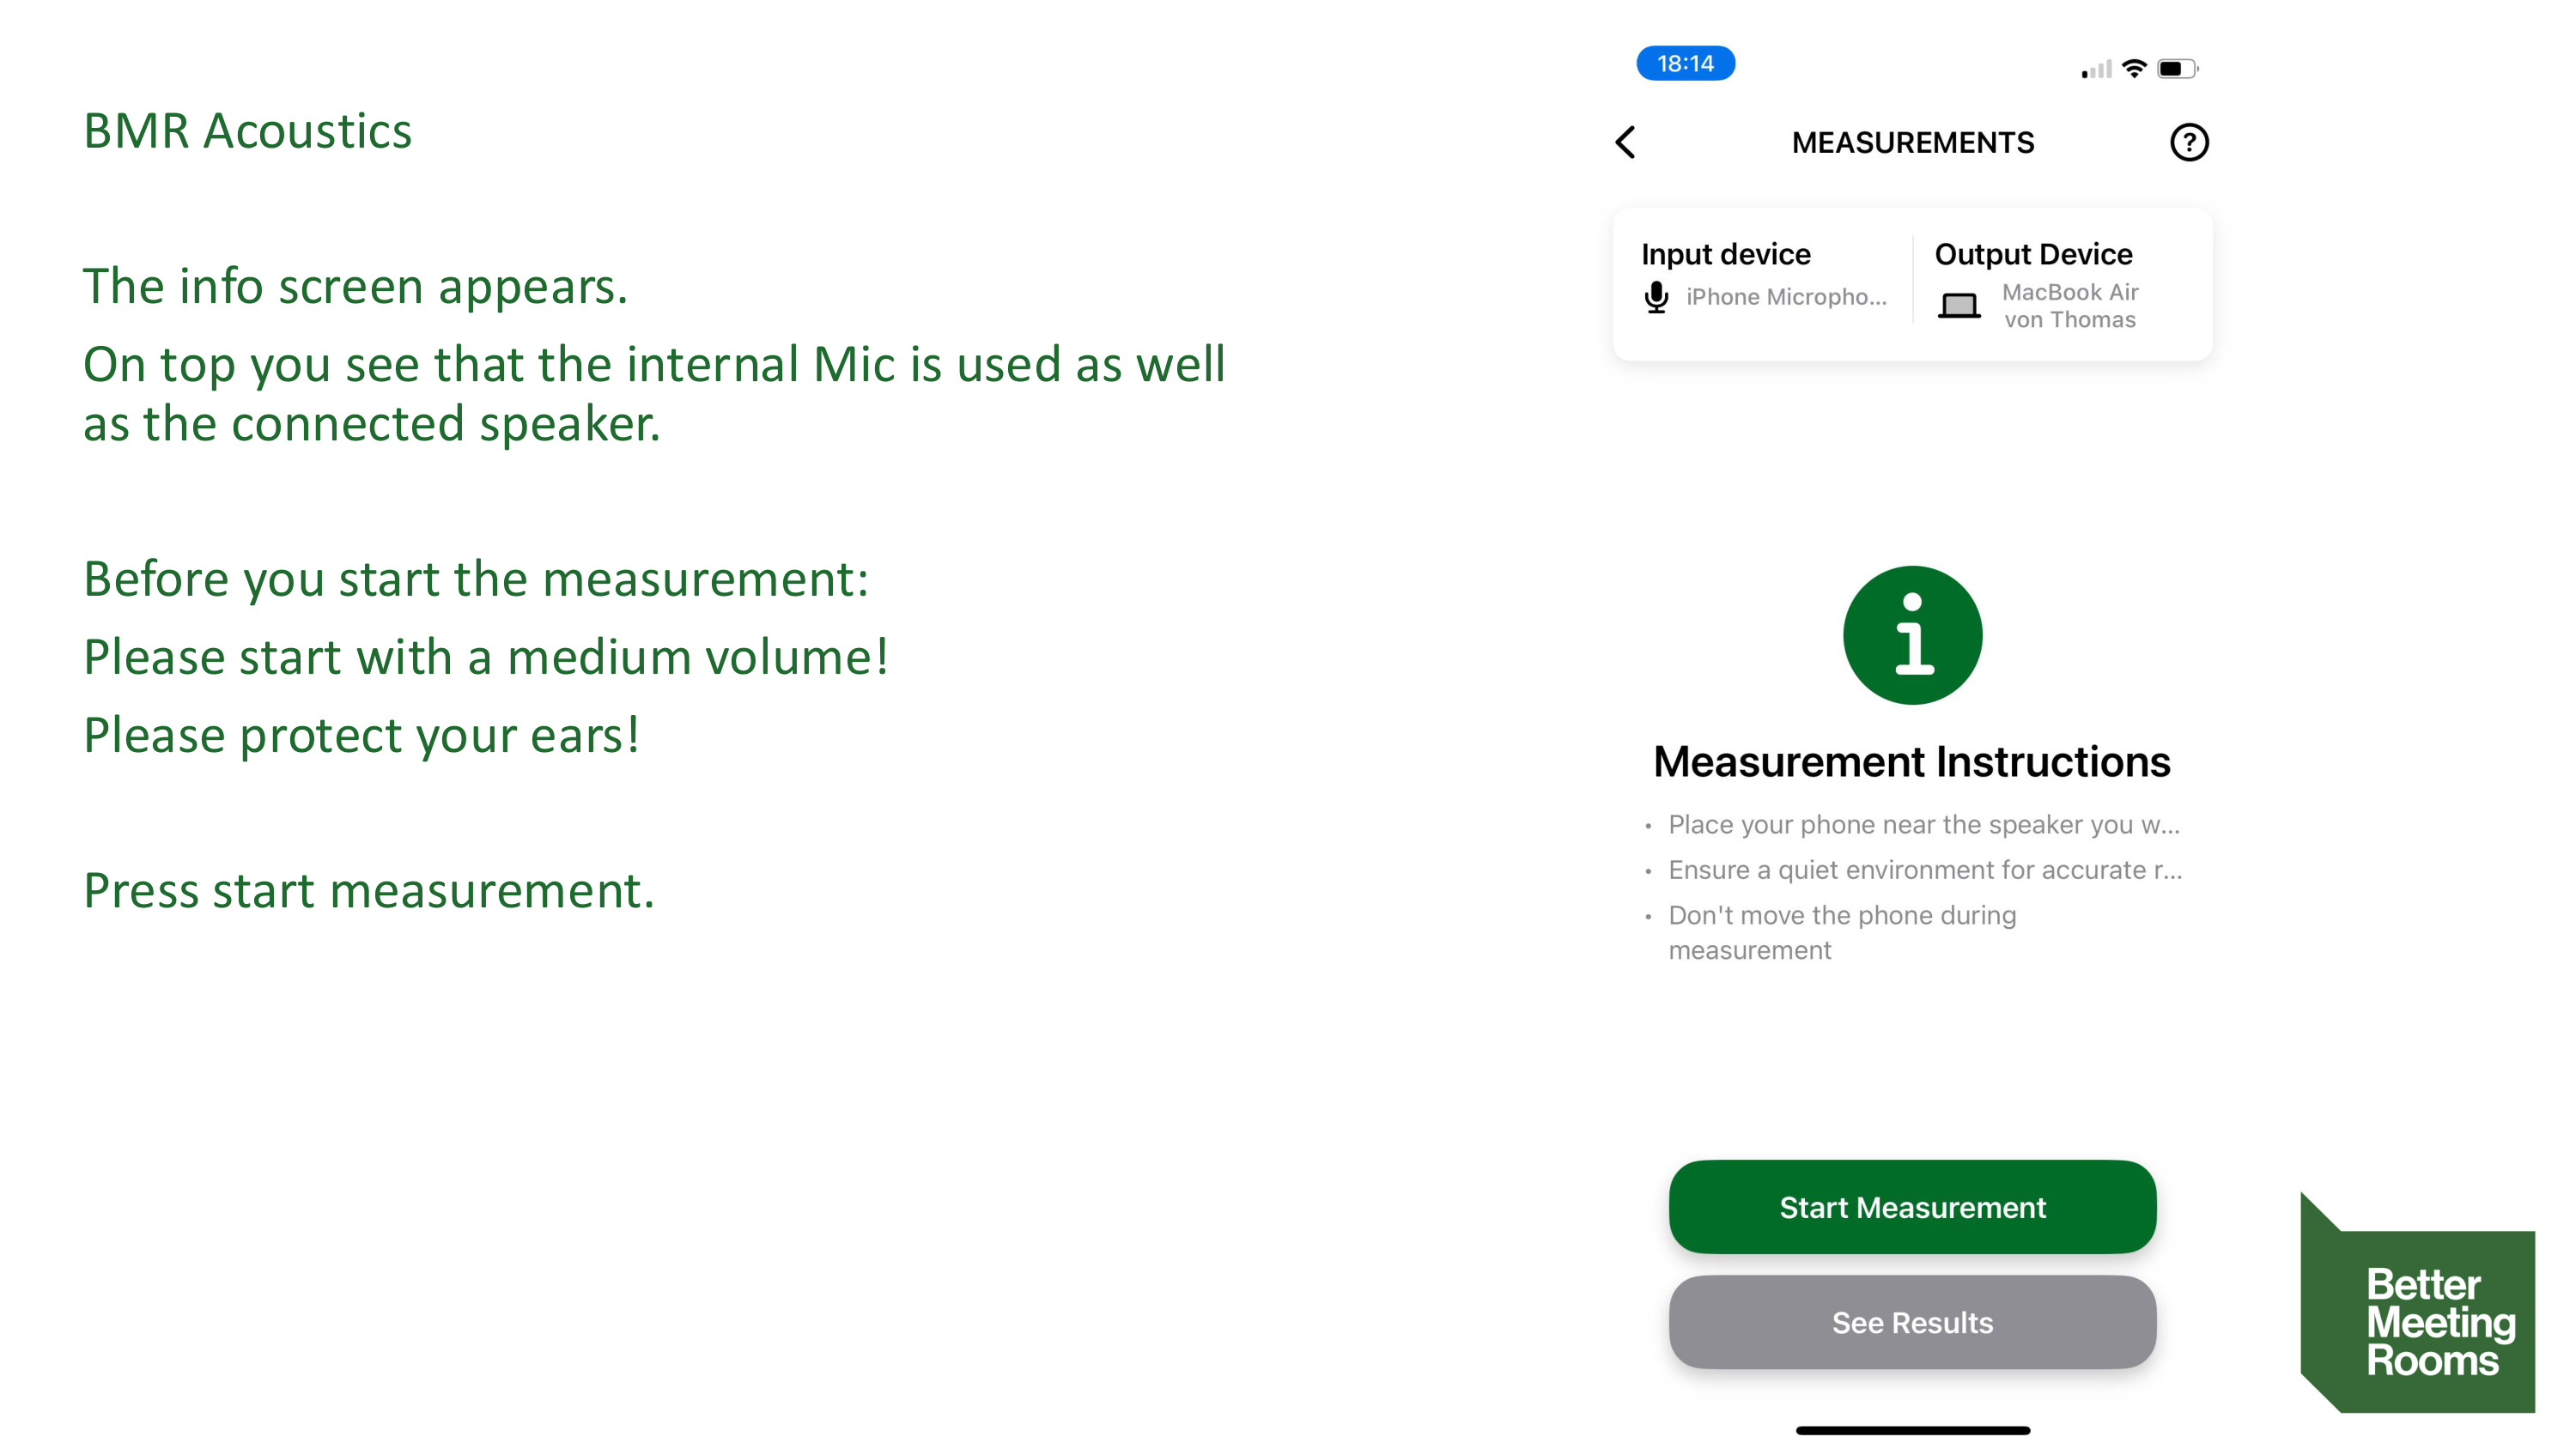 BMR Acoustics
The info screen appears.
On top you see that the internal Mic is used as well
as the connected speaker.
Before you start the measurement:
Please start with a medium volume!
Please protect your ears!
Press start measurement.
18:14
MEASUREMENTS
?
Input device
iPhone Micropho...
Output Device
MacBook Air
von Thomas
i
Measurement Instructions
• Place your phone near the speaker you w...
• Ensure a quiet environment for accurate r...
• Don't move the phone during
measurement
Start Measurement
See Results
Better
Meeting
Rooms